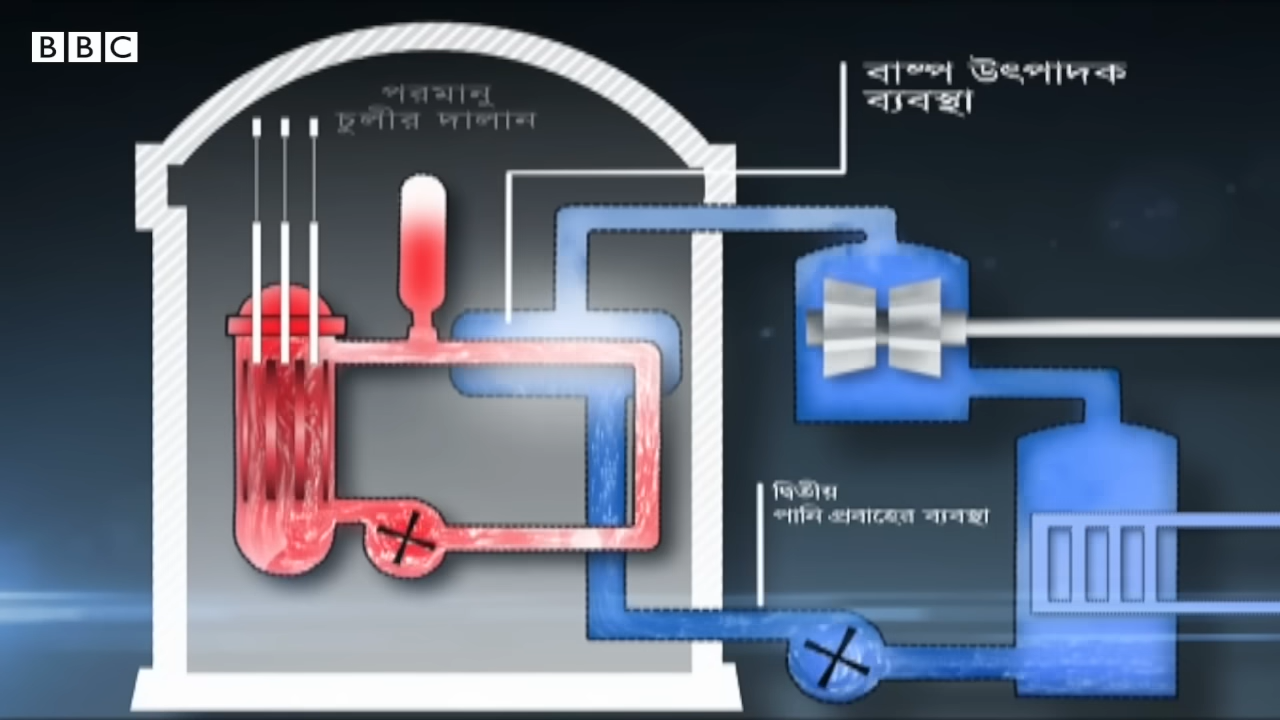 BBC
পরমানু
চুলীর দালান
বাষ্প উৎপাদক
ব্যবস্থা
দ্বিতীয়
পানি প্রবাহের ব্যবস্থা